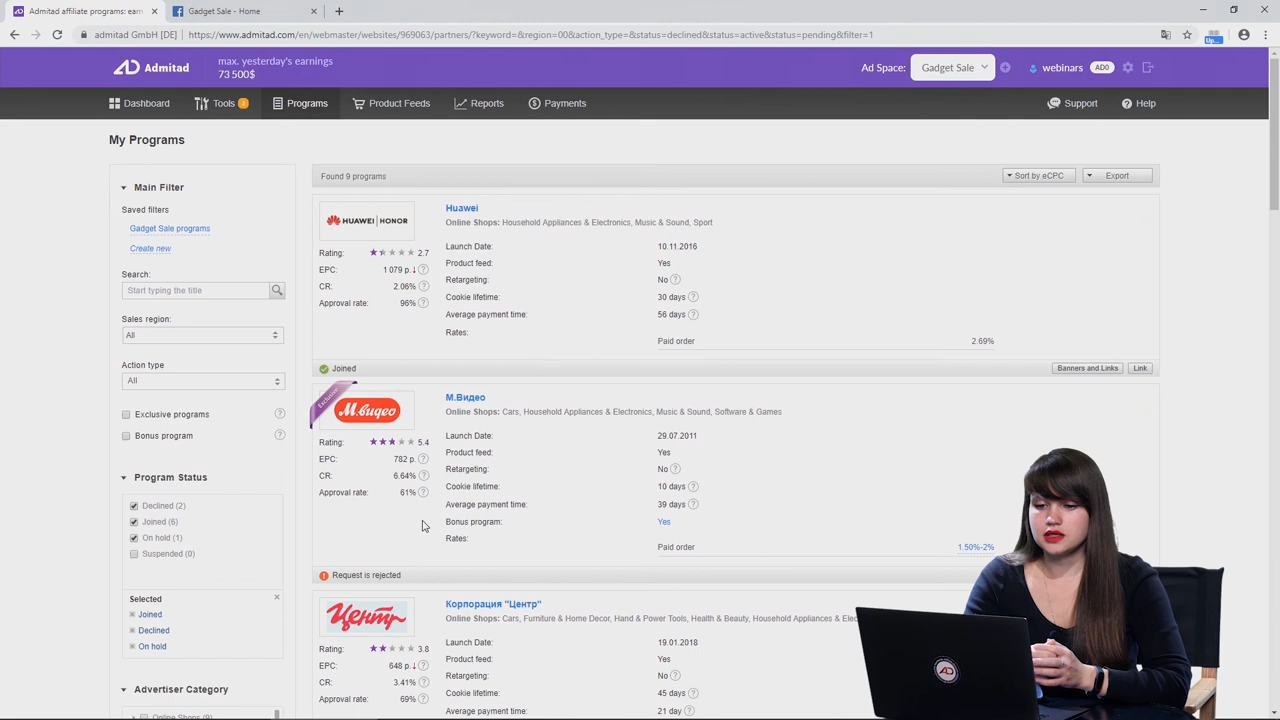 Admitad affiliate programs: earn
Gadget Sale - Home
admitad GmbH [DE] | https://www.admitad.com/en/webmaster/websites/969063/partners/?keyword=&region=00&action_type=&status=declined&status=active&status=pending&filter=1
Up...
Admitad
max. yesterday's earnings
73 500$
Ad Space: Gadget Sale webinars AD0
Dashboard Tools Programs Product Feeds Reports Payments Support Help
My Programs
Main Filter
Saved filters
Gadget Sale programs
Create new
Search:
Start typing the title
Sales region:
All
Action type
All
Exclusive programs ?
Bonus program ?
Program Status
Declined (2)
Joined (6)
On hold (1)
Suspended (0)
Selected
Joined
Declined
On hold
Advertiser Category
Online Shops (9)
Found 9 programs Sort by eCPC Export
HUAWEI | HONOR
Rating: 2.7
EPC: 1 079 р. ?
CR: 2.06% ?
Approval rate: 96% ?
Huawei
Online Shops: Household Appliances & Electronics, Music & Sound, Sport
Launch Date: 10.11.2016
Product feed: Yes
Retargeting: No ?
Cookie lifetime: 30 days ?
Average payment time: 56 days ?
Rates:
Paid order 2.69%
Joined Banners and Links Link
Exclusive
М.видео
Rating: 5.4
EPC: 782 р. ?
CR: 6.64% ?
Approval rate: 61% ?
М.Видео
Online Shops: Cars, Household Appliances & Electronics, Music & Sound, Software & Games
Launch Date: 29.07.2011
Product feed: Yes
Retargeting: No ?
Cookie lifetime: 10 days ?
Average payment time: 39 days ?
Bonus program: Yes
Rates:
Paid order 1.50%-2%
Request is rejected
Центр
Rating: 3.8
EPC: 648 р. ?
CR: 3.41% ?
Approval rate: 69%
Корпорация "Центр"
Online Shops: Cars, Furniture & Home Decor, Hand & Power Tools, Health & Beauty, Household Appliances & Elec
Launch Date: 19.01.2018
Product feed: Yes
Retargeting: No ?
Cookie lifetime: 45 days ?
Average payment time: 21 day ?